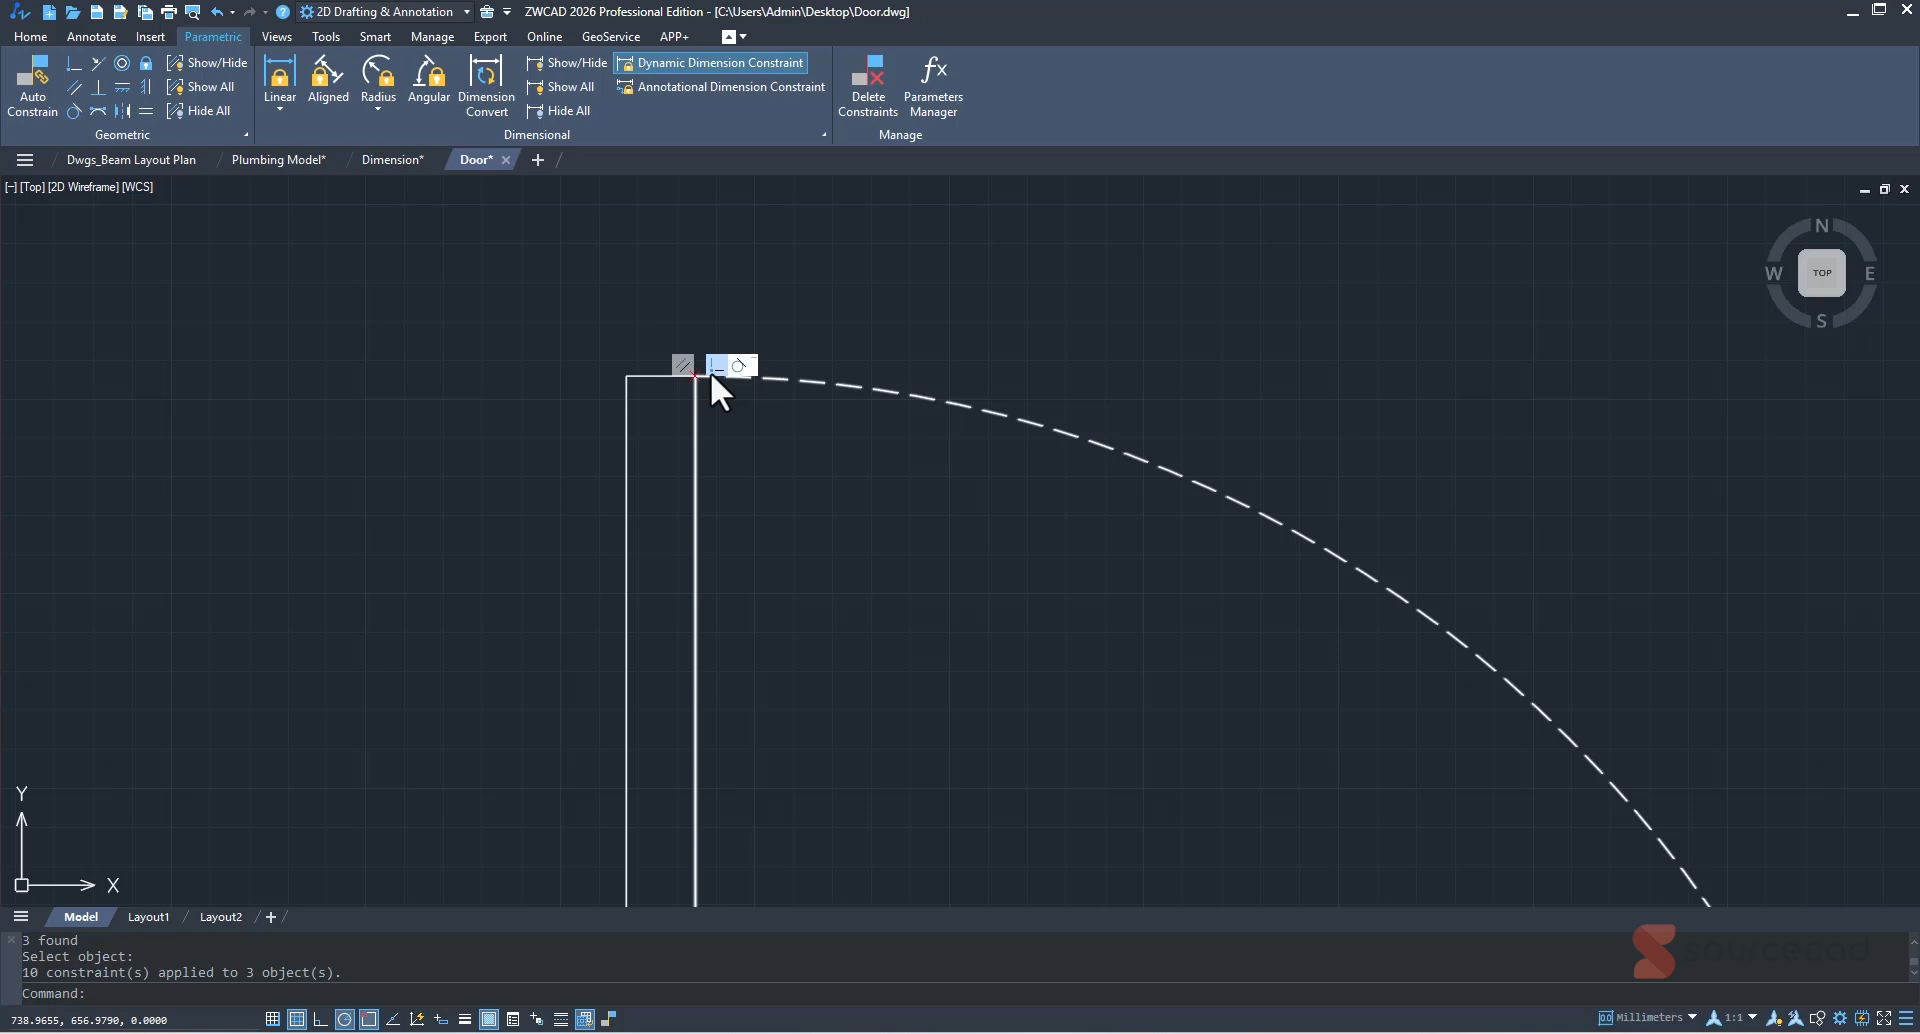 2D Drafting & Annotation
ZWCAD 2026 Professional Edition - [C:\Users\Admin\Desktop\Door.dwg]
Home Annotate Insert Parametric Views Tools Smart Manage Export Online GeoService APP+
Auto Constrain
Show/Hide
Show All
Hide All
Geometric
Linear Aligned Radius Angular Dimension Convert
Show/Hide
Show All
Hide All
Dynamic Dimension Constraint
Annotational Dimension Constraint
Dimensional
Delete Constraints
fx
Parameters Manager
Manage
Dwgs_Beam Layout Plan Plumbing Model* Dimension* Door*
[-] [Top] [2D Wireframe] [WCS]
N
W TOP E
S
Y
X
Model Layout1 Layout2
3 found
Select object:
10 constraint(s) applied to 3 object(s).
sourcecad
Command:
738.9655, 656.9790, 0.0000
Millimeters 1:1